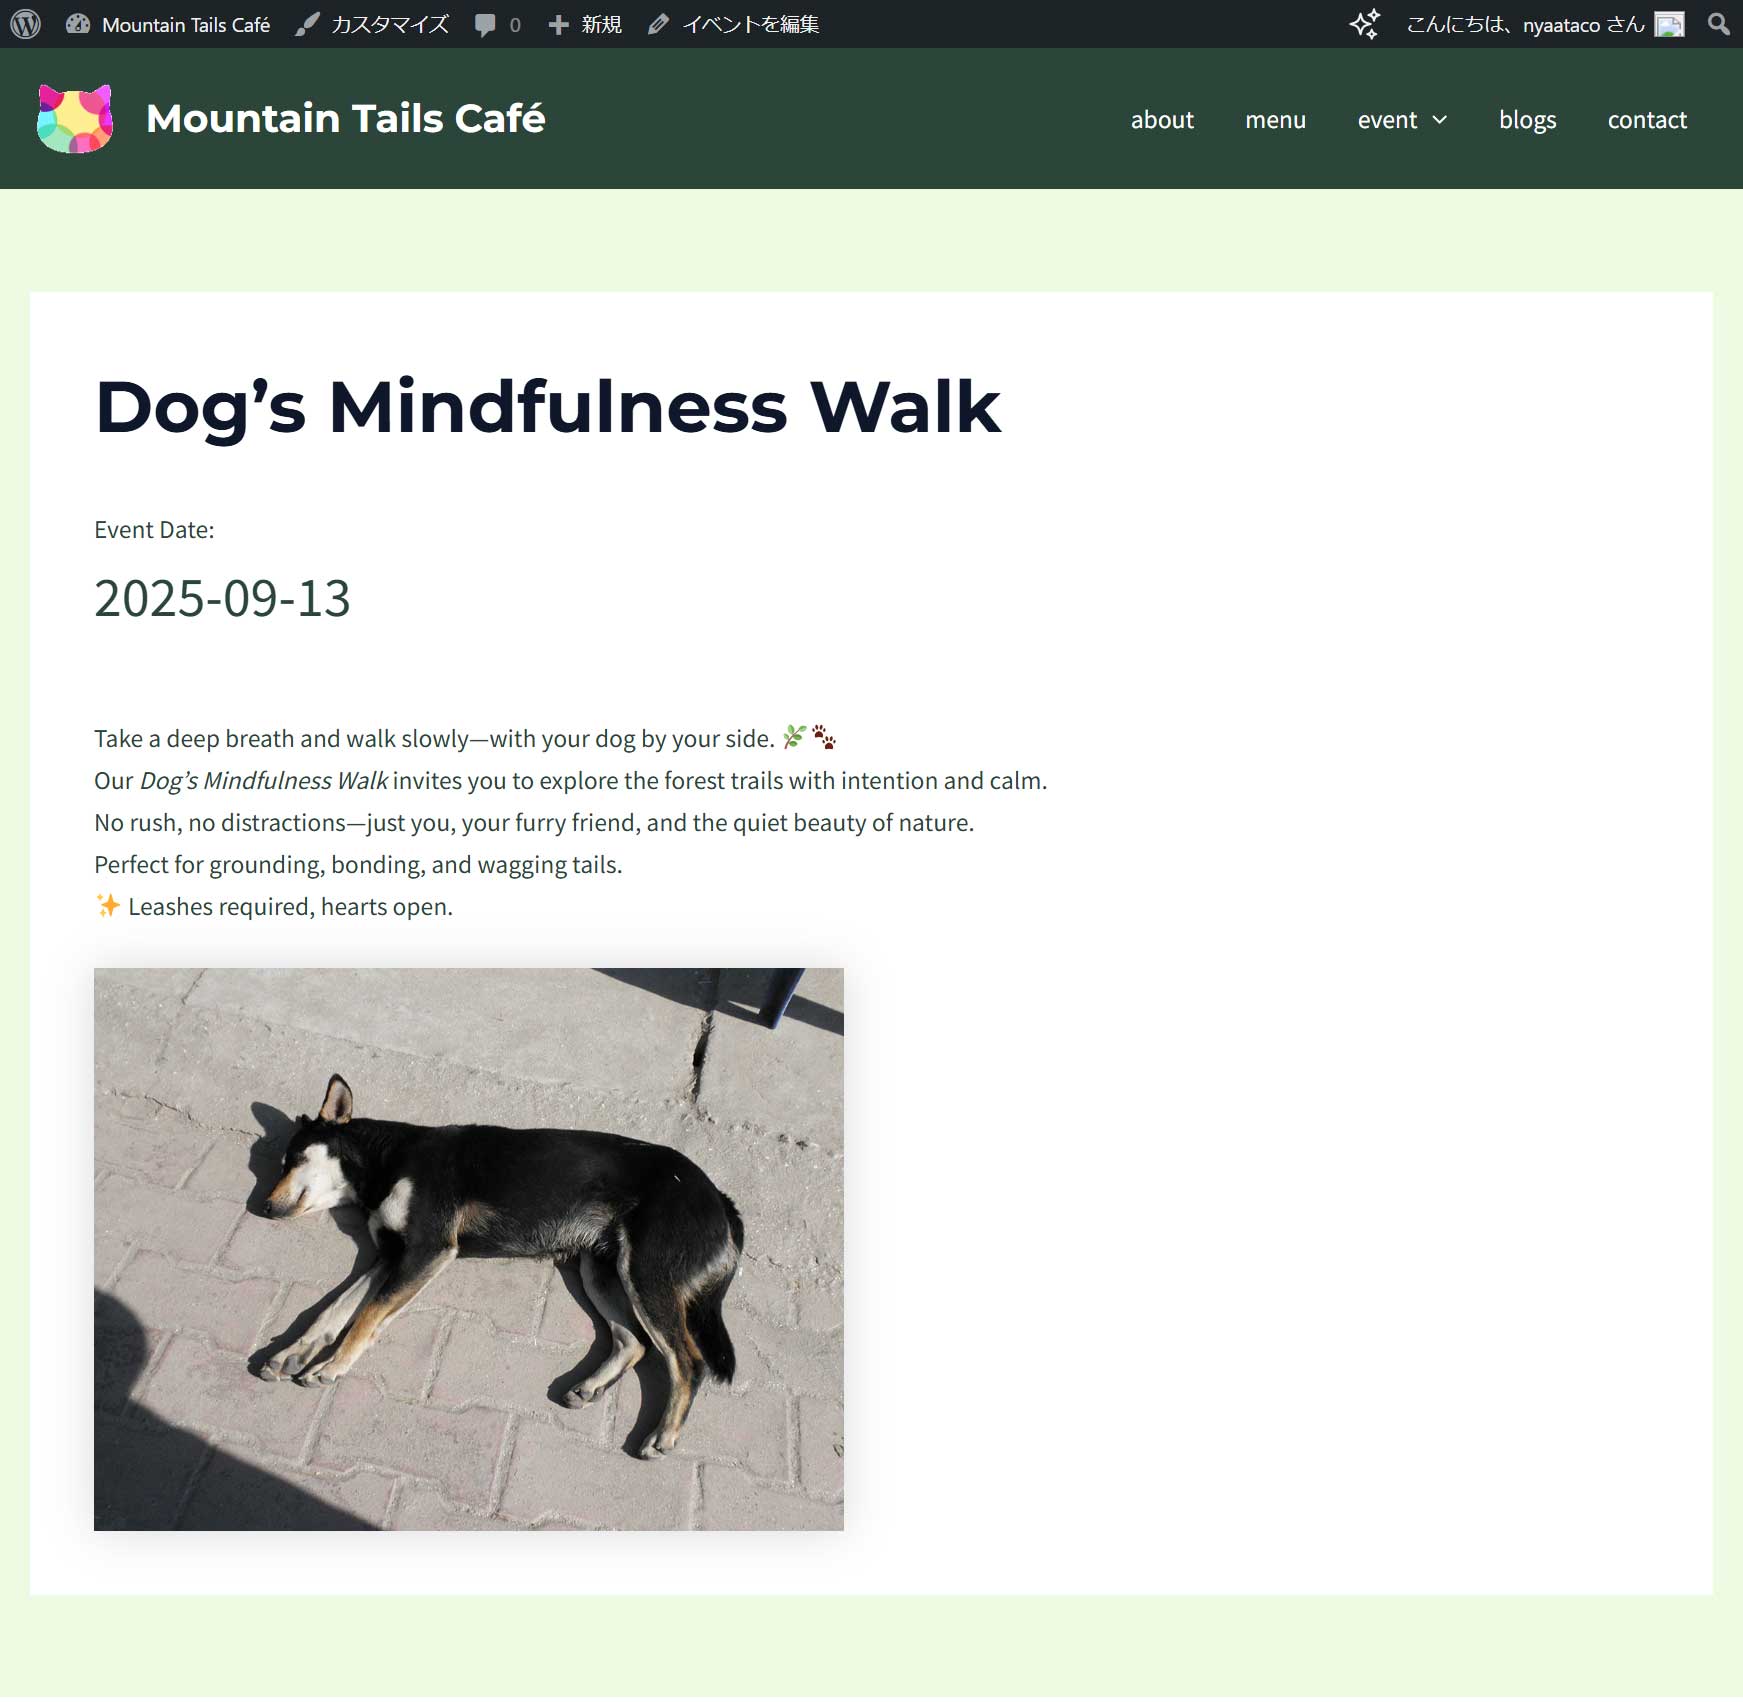 Mountain Tails Café カスタマイズ 0 新規 イベントを編集 こんにちは、nyaataco さん
Mountain Tails Café about menu event blogs contact
Dog’s Mindfulness Walk
Event Date:
2025-09-13
Take a deep breath and walk slowly—with your dog by your side. 🌿🐾
Our Dog’s Mindfulness Walk invites you to explore the forest trails with intention and calm.
No rush, no distractions—just you, your furry friend, and the quiet beauty of nature.
Perfect for grounding, bonding, and wagging tails.
✨ Leashes required, hearts open.